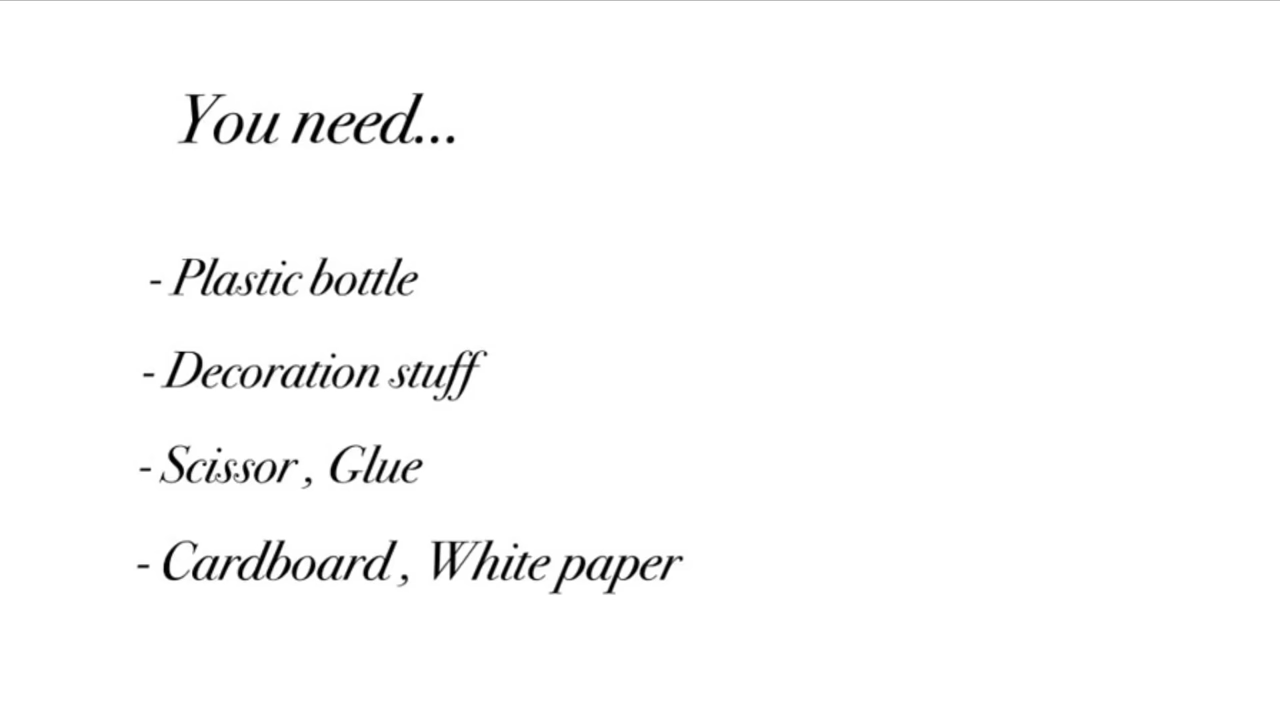 You need...
- Plastic bottle
- Decoration stuff
- Scissor , Glue
- Cardboard , White paper